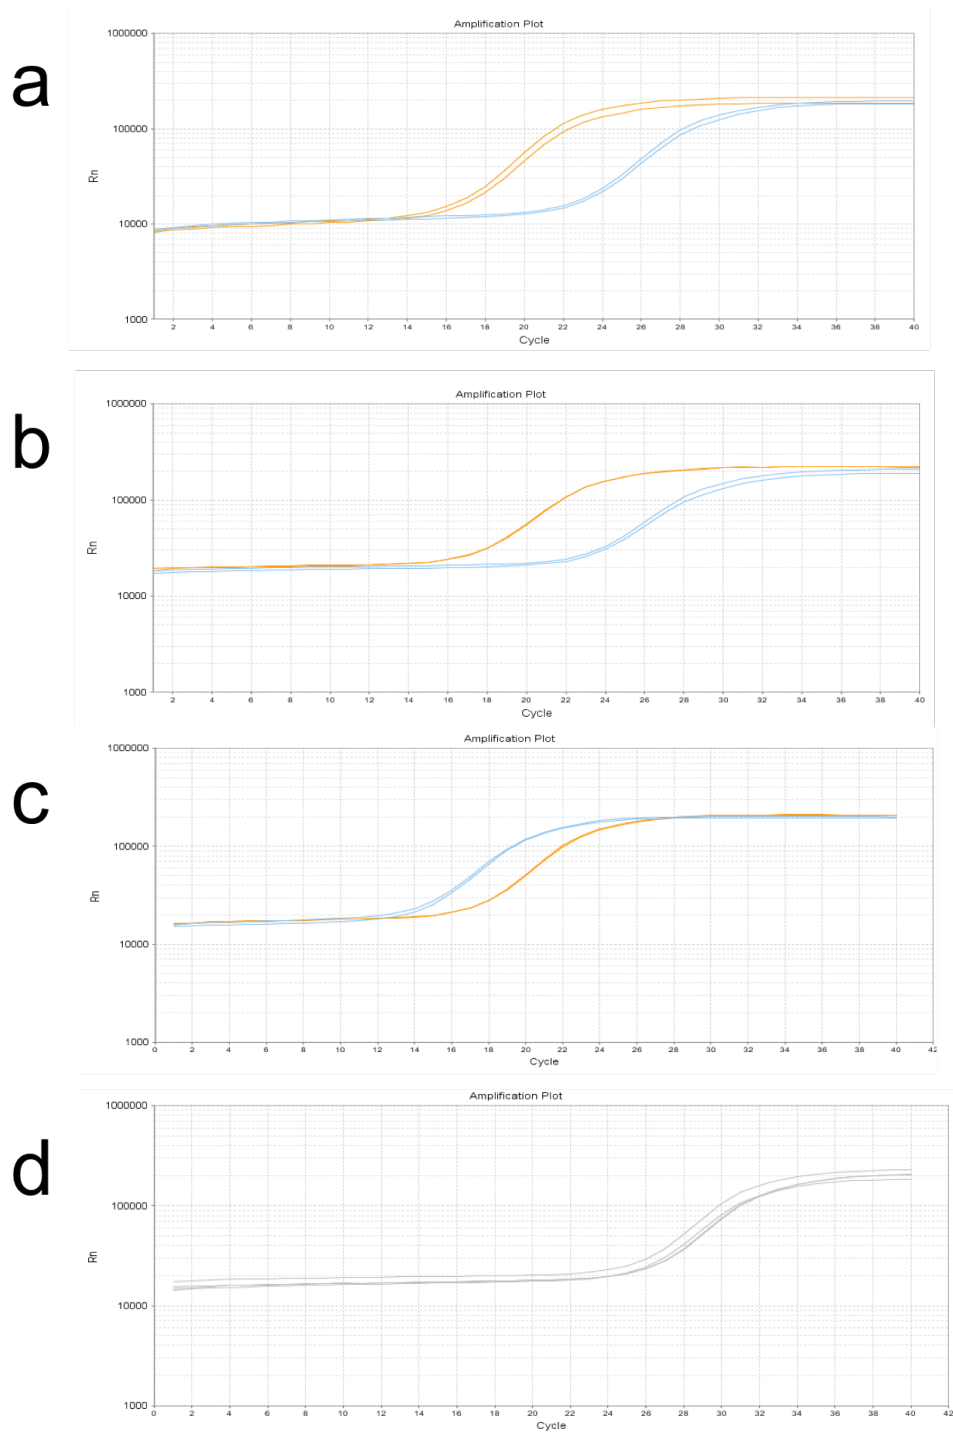 a
Amplification Plot
1000000
100000
Rn
10000
1000
2 4 6 8 10 12 14 16 18 20 22 24 26 28 30 32 34 36 38 40
Cycle
b
Amplification Plot
1000000
100000
Rn
10000
1000
2 4 6 8 10 12 14 16 18 20 22 24 26 28 30 32 34 36 38 40
Cycle
c
Amplification Plot
1000000
100000
Rn
10000
1000
0 2 4 6 8 10 12 14 16 18 20 22 24 26 28 30 32 34 36 38 40 42
Cycle
d
Amplification Plot
1000000
100000
Rn
10000
1000
0 2 4 6 8 10 12 14 16 18 20 22 24 26 28 30 32 34 36 38 40 42
Cycle